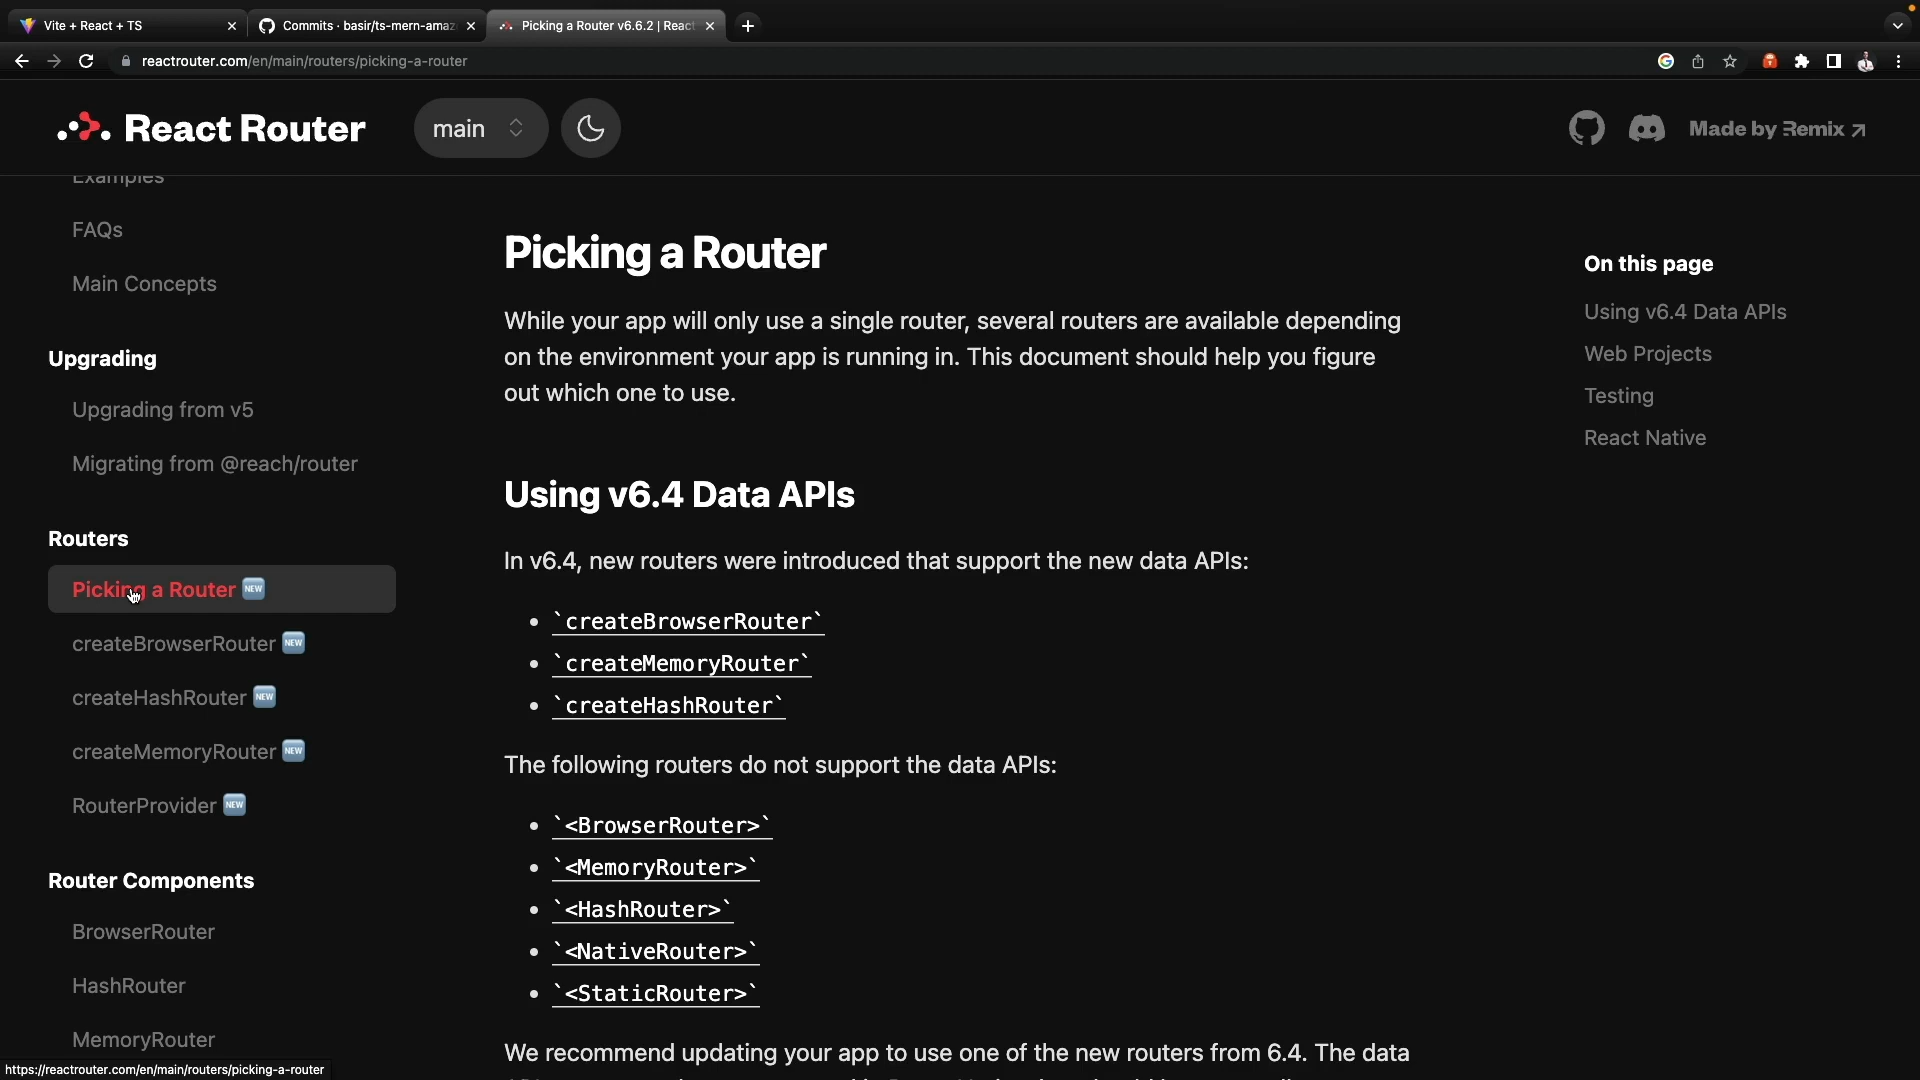 Vite + React + TS
Commits · basir/ts-mern-amaz
Picking a Router v6.6.2 | React
reactrouter.com/en/main/routers/picking-a-router
React Router
main
Made by Remix
Examples
FAQs
Main Concepts
Upgrading
Upgrading from v5
Migrating from @reach/router
Routers
Picking a Router NEW
createBrowserRouter NEW
createHashRouter NEW
createMemoryRouter NEW
RouterProvider NEW
Router Components
BrowserRouter
HashRouter
MemoryRouter
https://reactrouter.com/en/main/routers/picking-a-router
Picking a Router
While your app will only use a single router, several routers are available depending
on the environment your app is running in. This document should help you figure
out which one to use.
Using v6.4 Data APIs
In v6.4, new routers were introduced that support the new data APIs:
`createBrowserRouter`
`createMemoryRouter`
`createHashRouter`
The following routers do not support the data APIs:
`<BrowserRouter>`
`<MemoryRouter>`
`<HashRouter>`
`<NativeRouter>`
`<StaticRouter>`
We recommend updating your app to use one of the new routers from 6.4. The data
On this page
Using v6.4 Data APIs
Web Projects
Testing
React Native